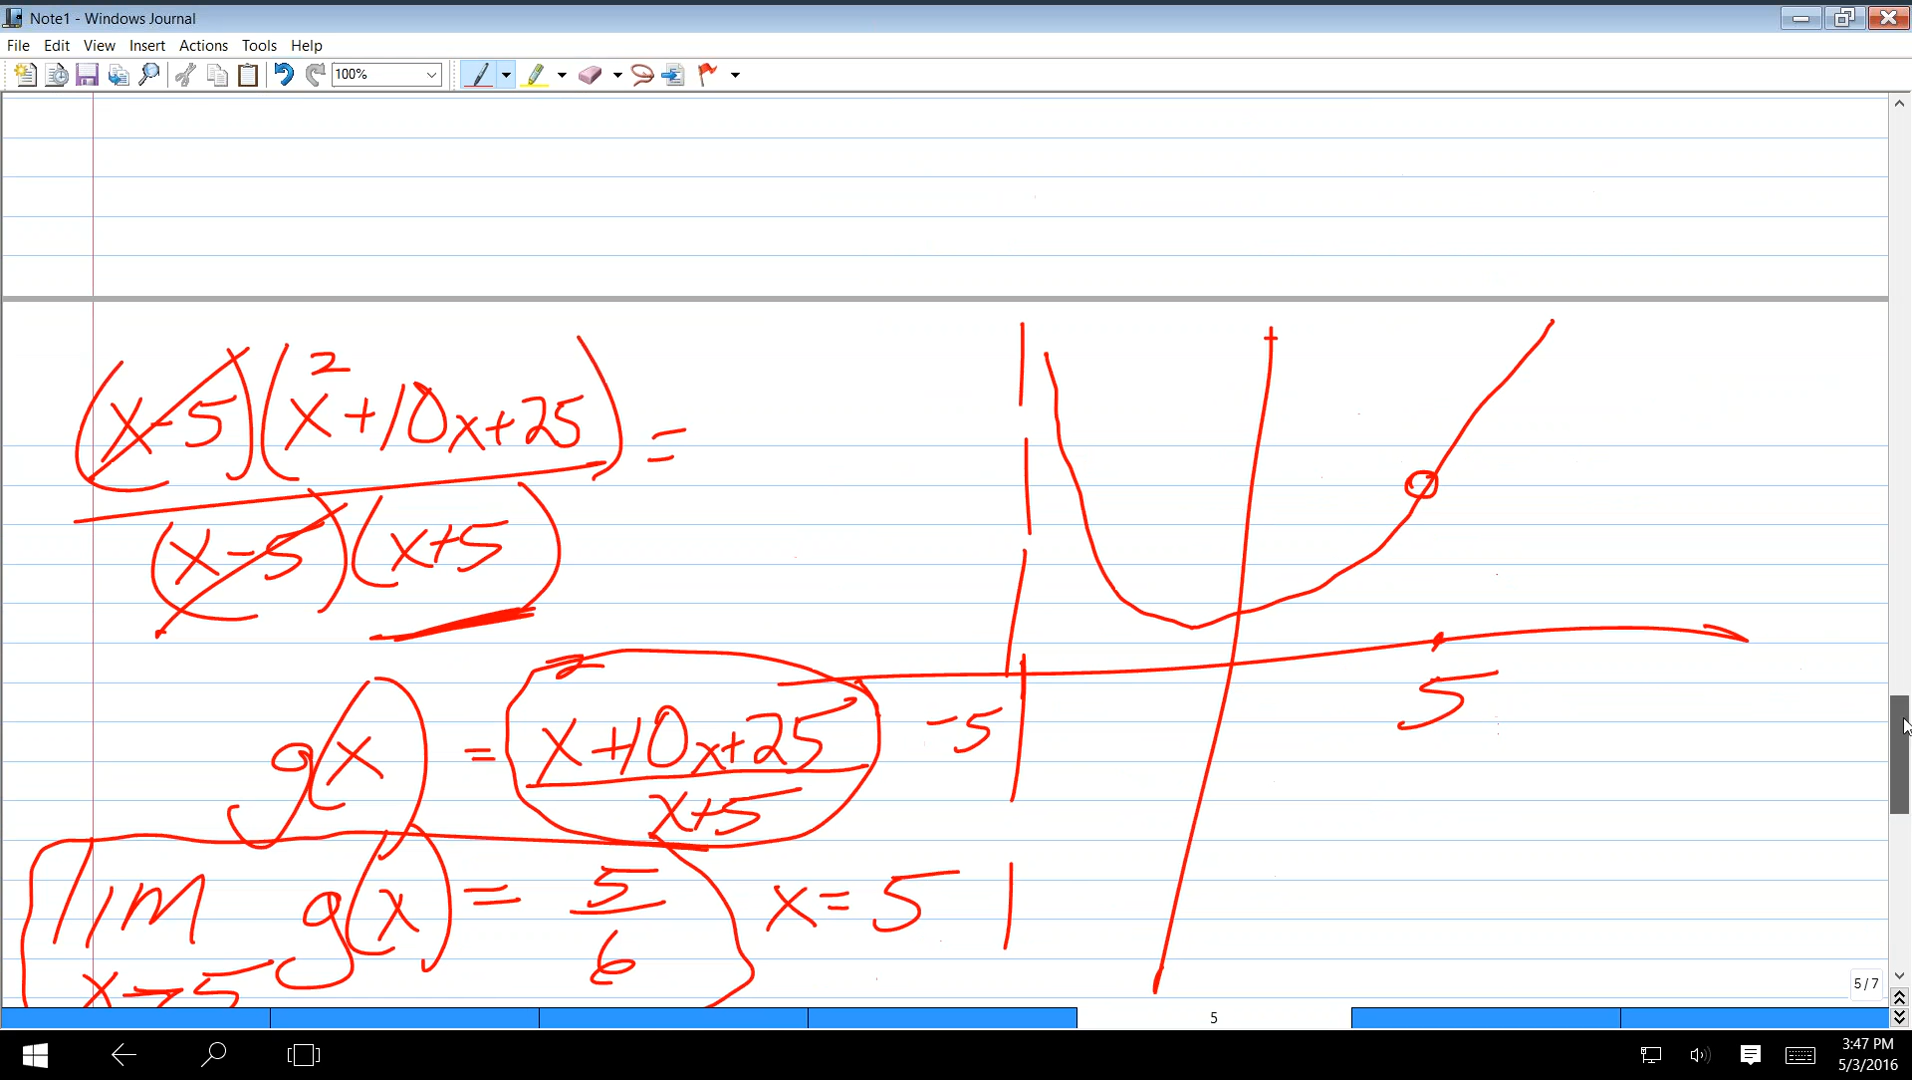 Note1 - Windows Journal
File Edit View Insert Actions Tools Help
100%
(x-5)(x²+10x+25) =
(x-5)(x+5)
g(x) = x²+10x+25
x+5
-5
5
lim g(x) = 5
6
x→5
x=5
5 / 7
5
3:47 PM
5/3/2016